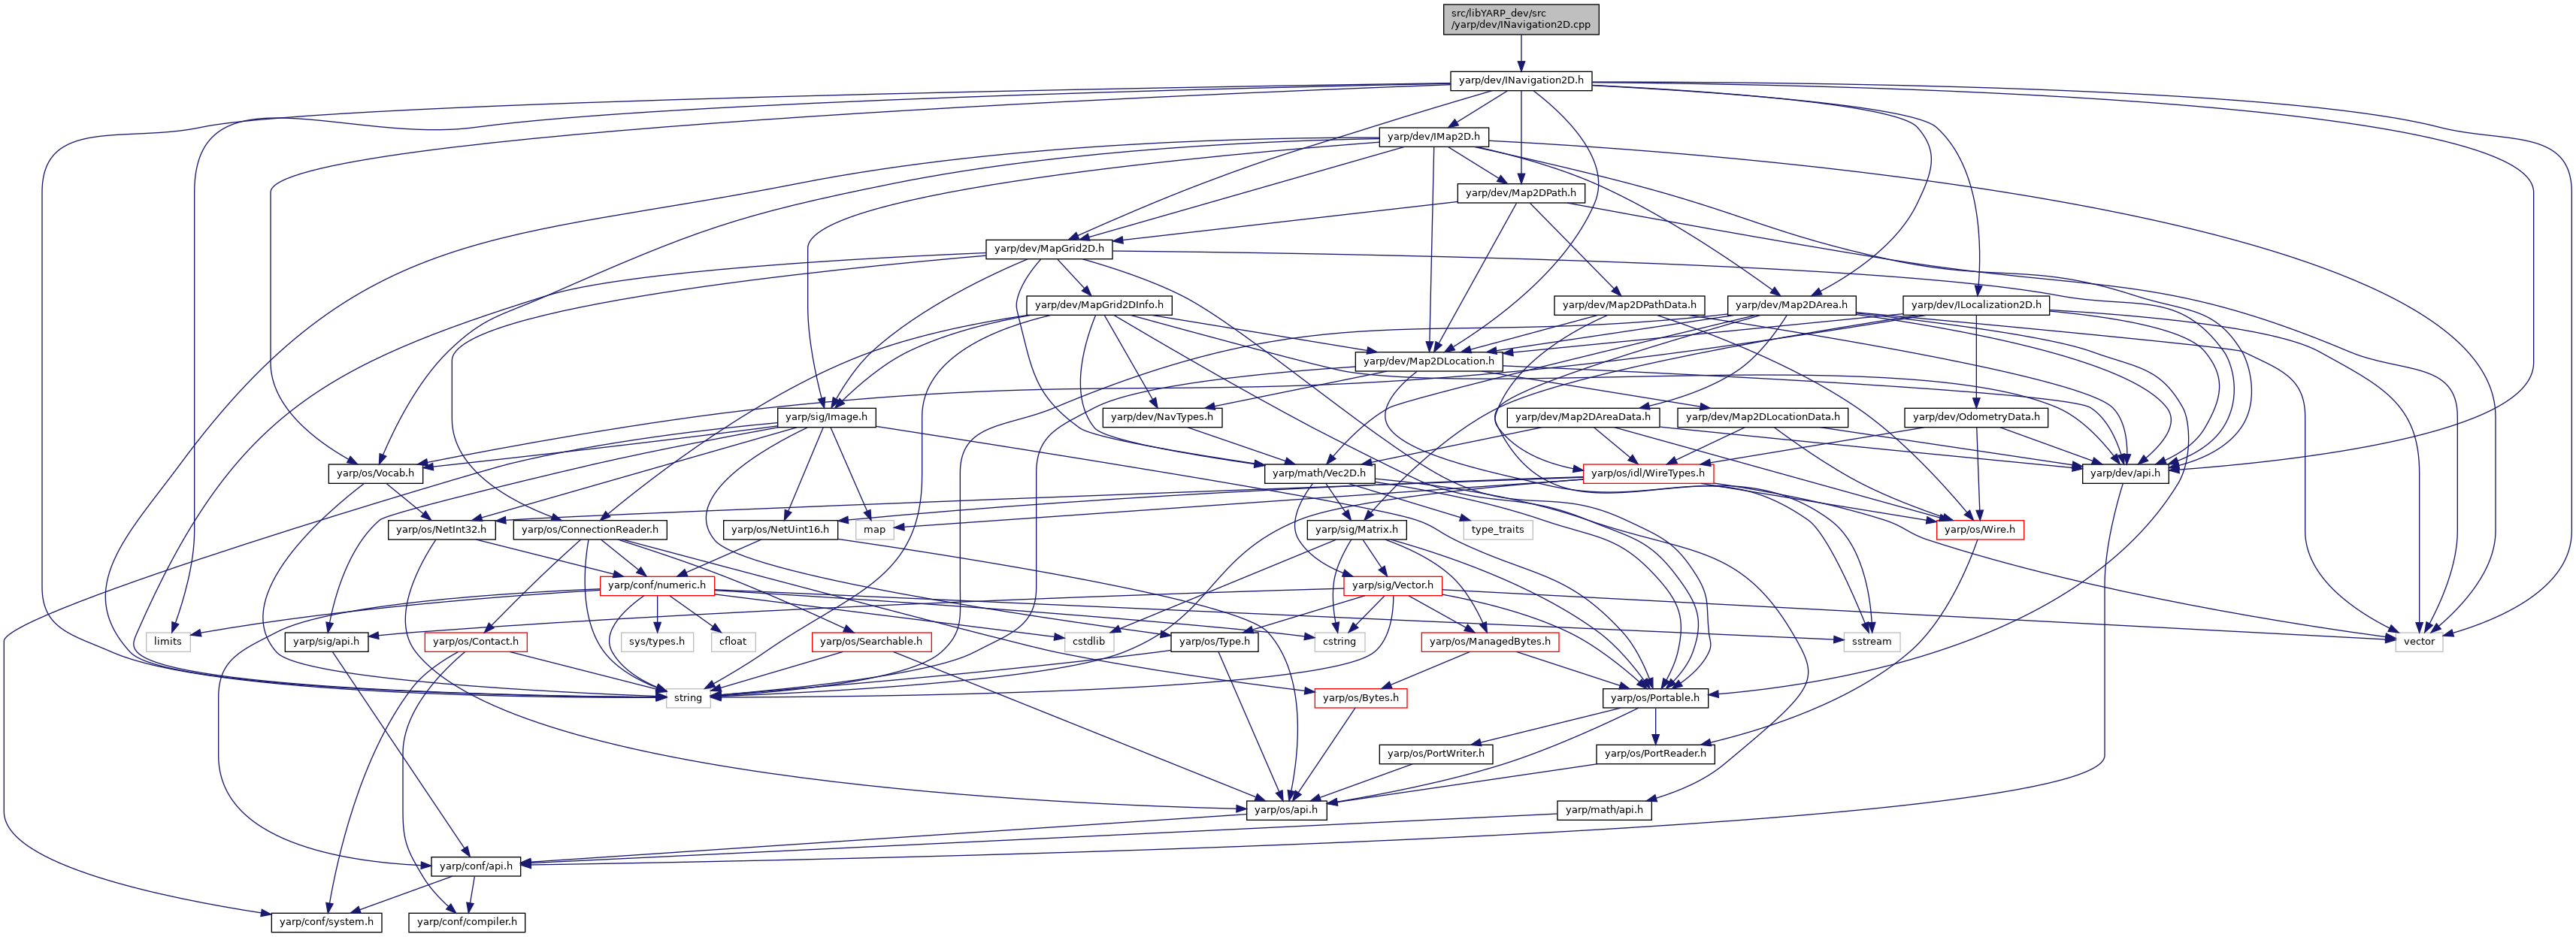 src/libYARP_dev/src
/yarp/dev/INavigation2D.cpp
yarp/dev/INavigation2D.h
yarp/dev/IMap2D.h
yarp/dev/Map2DPath.h
yarp/dev/MapGrid2D.h
yarp/dev/MapGrid2DInfo.h
yarp/dev/Map2DPathData.h
yarp/dev/Map2DArea.h
yarp/dev/ILocalization2D.h
yarp/dev/Map2DLocation.h
yarp/sig/Image.h
yarp/dev/NavTypes.h
yarp/dev/Map2DAreaData.h
yarp/dev/Map2DLocationData.h
yarp/dev/OdometryData.h
yarp/os/Vocab.h
yarp/math/Vec2D.h
yarp/os/idl/WireTypes.h
yarp/dev/api.h
yarp/os/NetInt32.h
yarp/os/ConnectionReader.h
yarp/os/NetUint16.h
map
yarp/sig/Matrix.h
type_traits
yarp/os/Wire.h
yarp/conf/numeric.h
yarp/sig/Vector.h
limits
yarp/sig/api.h
yarp/os/Contact.h
sys/types.h
cfloat
yarp/os/Searchable.h
cstdlib
yarp/os/Type.h
cstring
yarp/os/ManagedBytes.h
sstream
vector
string
yarp/os/Bytes.h
yarp/os/Portable.h
yarp/os/PortWriter.h
yarp/os/PortReader.h
yarp/os/api.h
yarp/math/api.h
yarp/conf/api.h
yarp/conf/system.h
yarp/conf/compiler.h